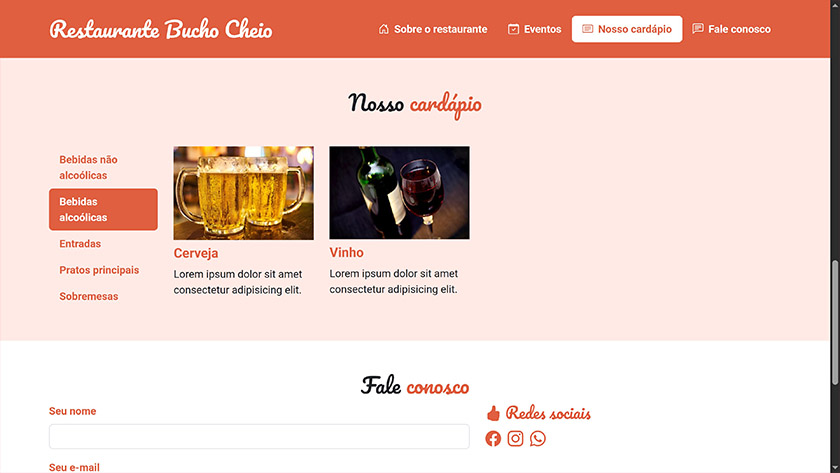 Restaurante Bucho Cheio
Sobre o restaurante
Eventos
Nosso cardápio
Fale conosco
Nosso cardápio
Bebidas não
alcoólicas
Bebidas
alcoólicas
Entradas
Pratos principais
Sobremesas
Cerveja
Lorem ipsum dolor sit amet
consectetur adipisicing elit.
Vinho
Lorem ipsum dolor sit amet
consectetur adipisicing elit.
Fale conosco
Seu nome
Seu e-mail
Redes sociais